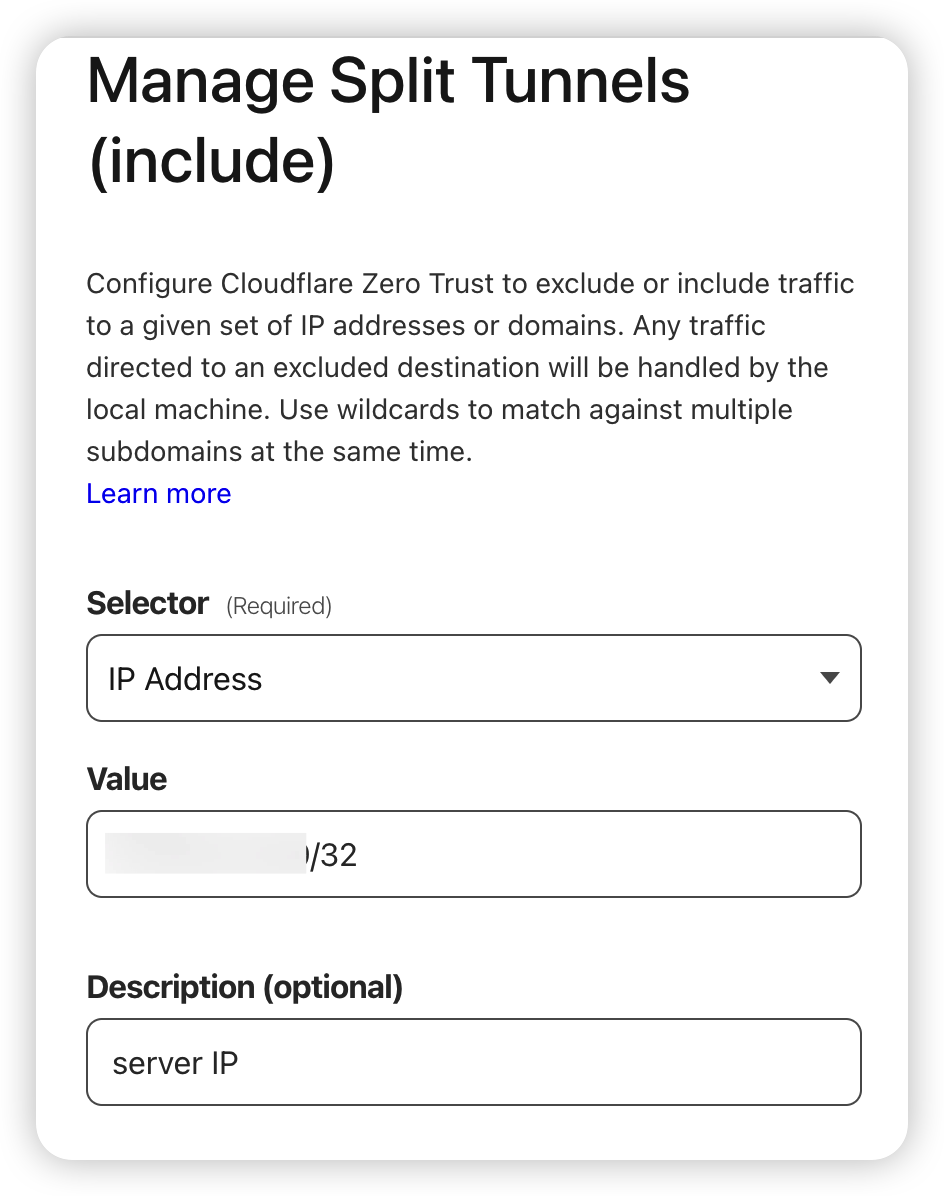 Manage Split Tunnels
(include)
Configure Cloudflare Zero Trust to exclude or include traffic
to a given set of IP addresses or domains. Any traffic
directed to an excluded destination will be handled by the
local machine. Use wildcards to match against multiple
subdomains at the same time.
Learn more
Selector (Required)
IP Address
Value
/32
Description (optional)
server IP